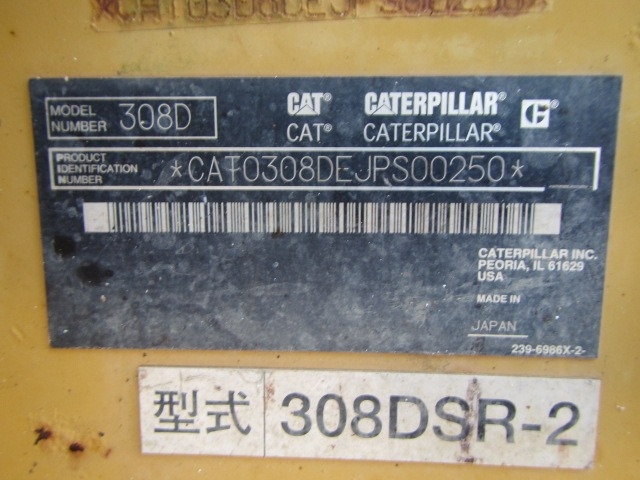 MODEL NUMBER 308D
CAT® CATERPILLAR® G®
CAT® CATERPILLAR®
PRODUCT IDENTIFICATION NUMBER *CAT0308DEJPS00250*
CATERPILLAR INC.
PEORIA, IL 61629
USA
MADE IN
JAPAN
239-6986X-2-
型式 308DSR-2